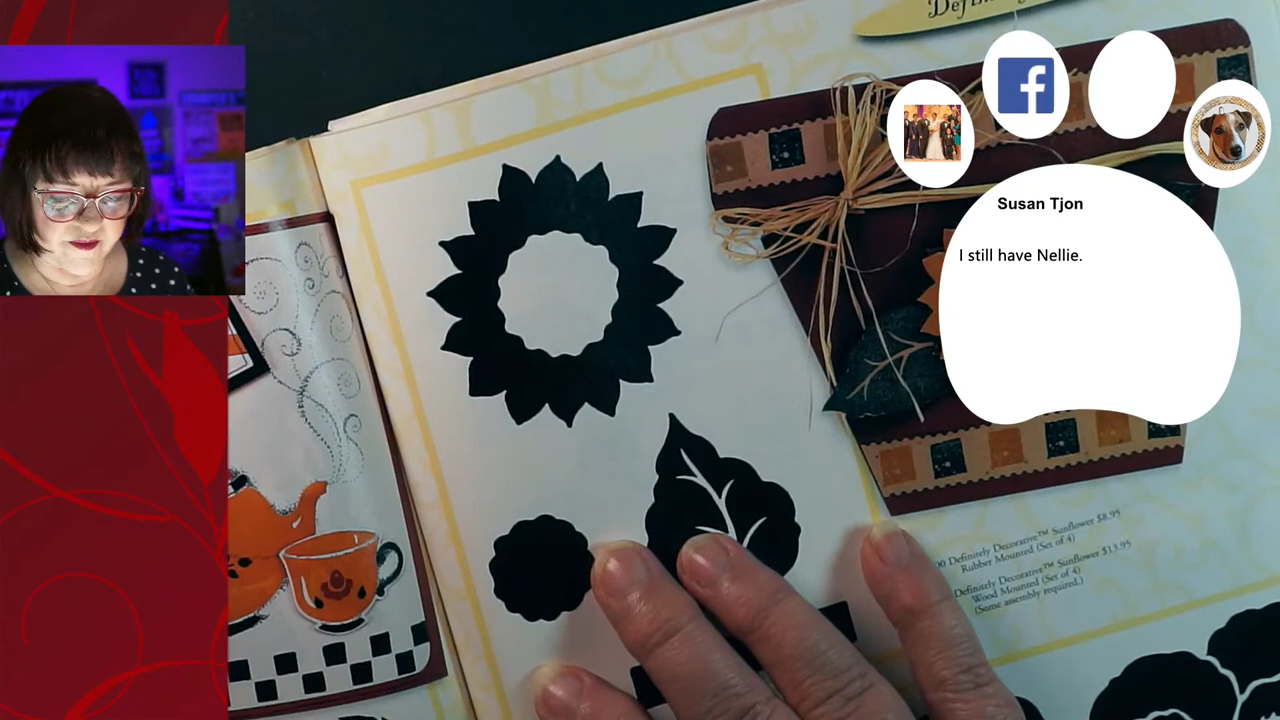 Susan Tjon
I still have Nellie.
Definitely Decorative™ Sunflower $8.95
Rubber Mounted (Set of 4)
Definitely Decorative™ Sunflower $13.95
Wood Mounted (Set of 4)
(Some assembly required.)